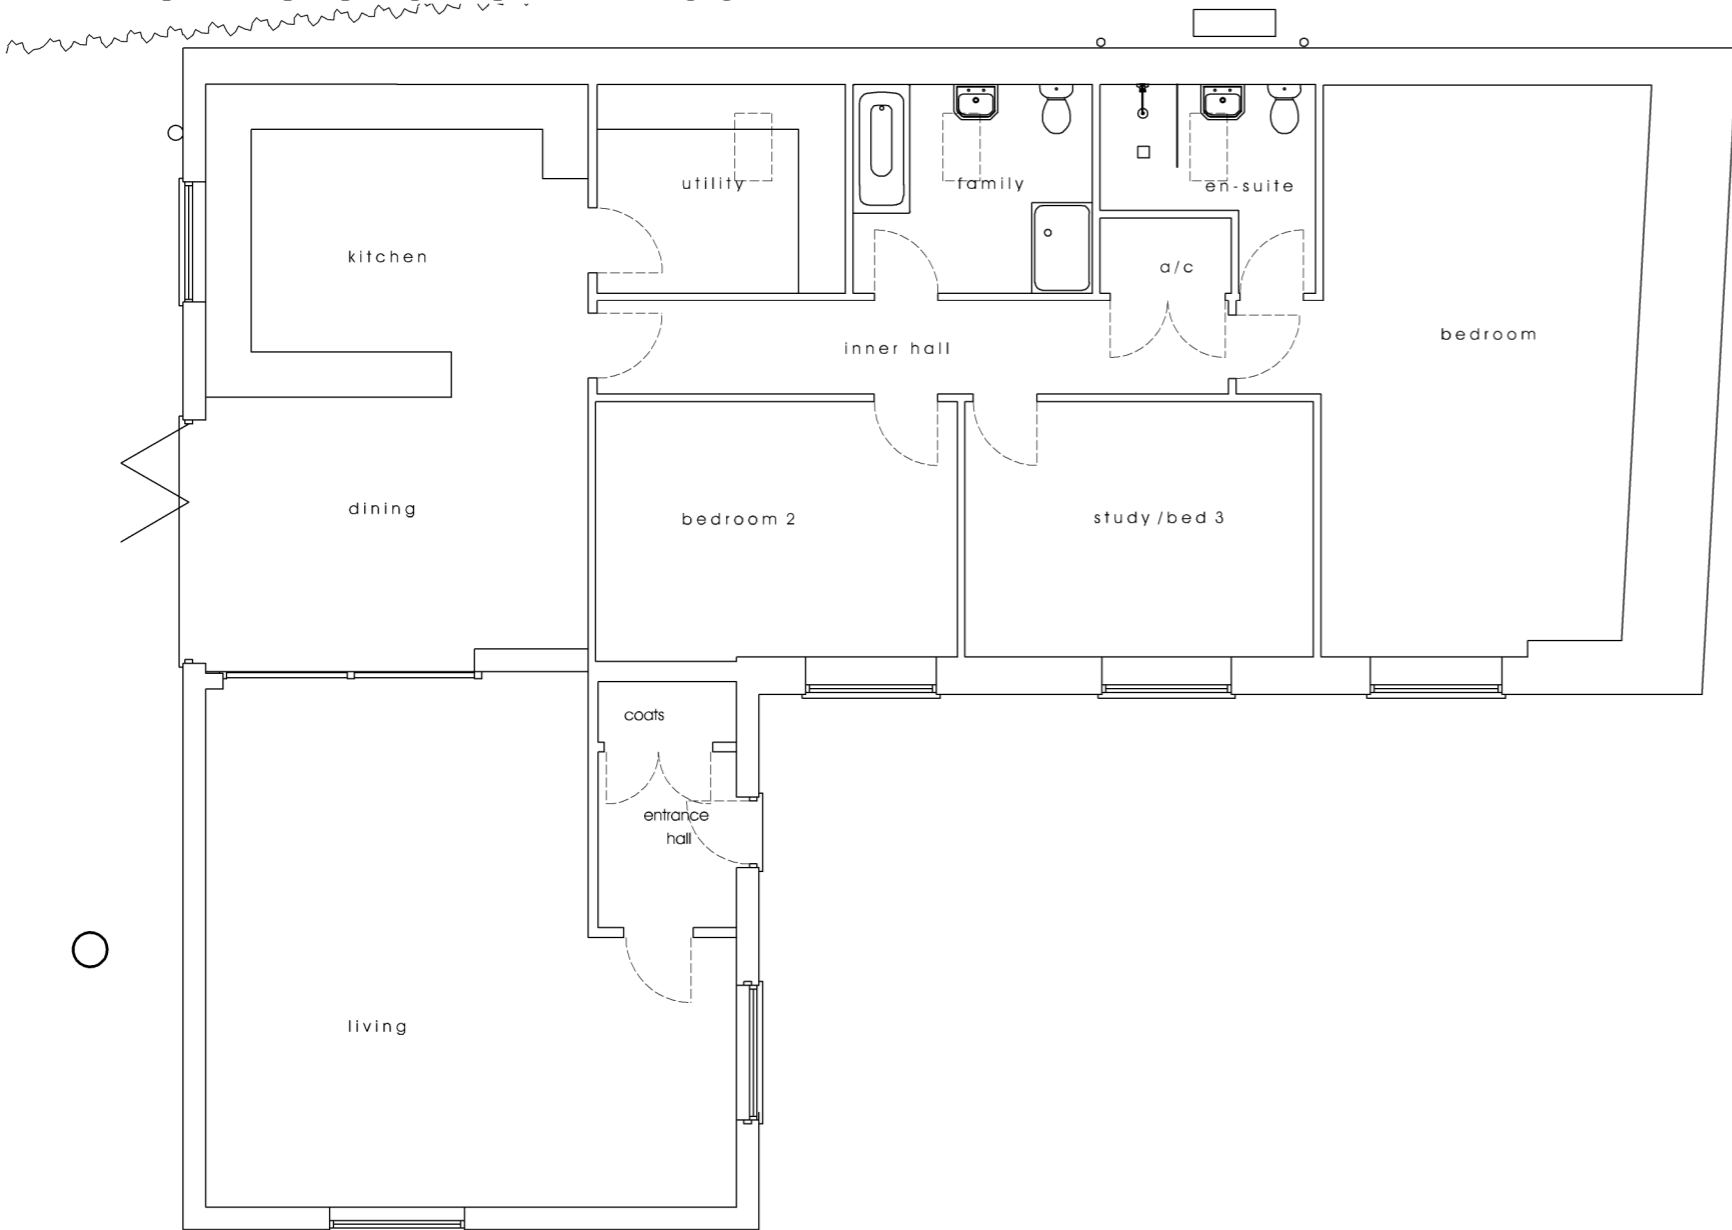 utility
family
en-suite
kitchen
a/c
bedroom
inner hall
dining
bedroom 2
study/bed 3
coats
entrance
hall
living